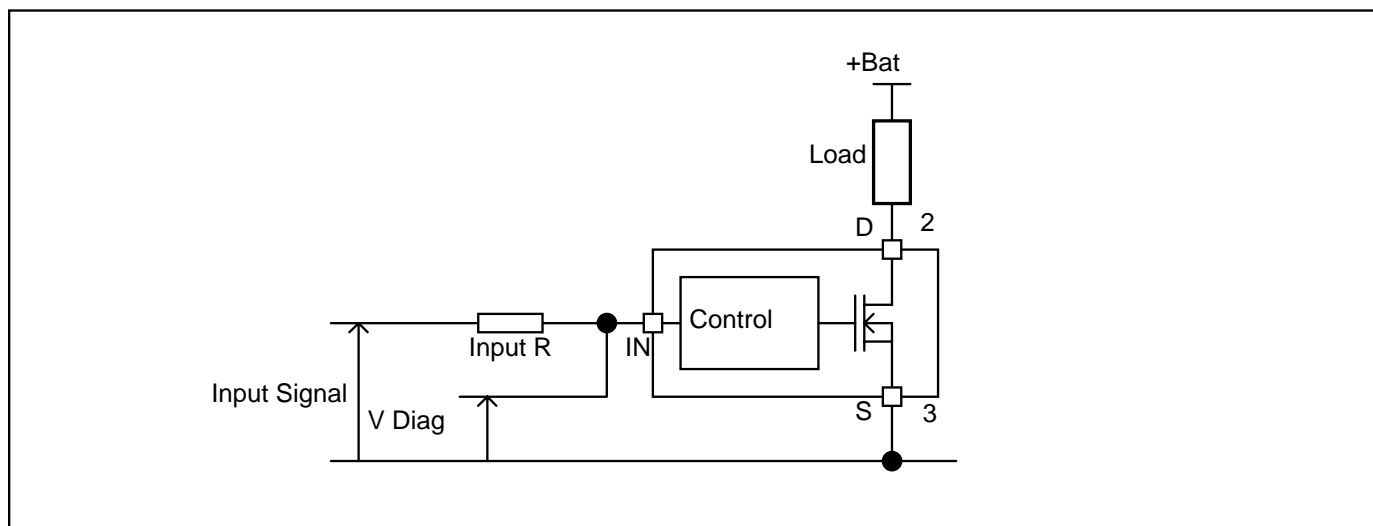 +Bat
Load
D
2
Control
Input R
IN
Input Signal
V Diag
S
3